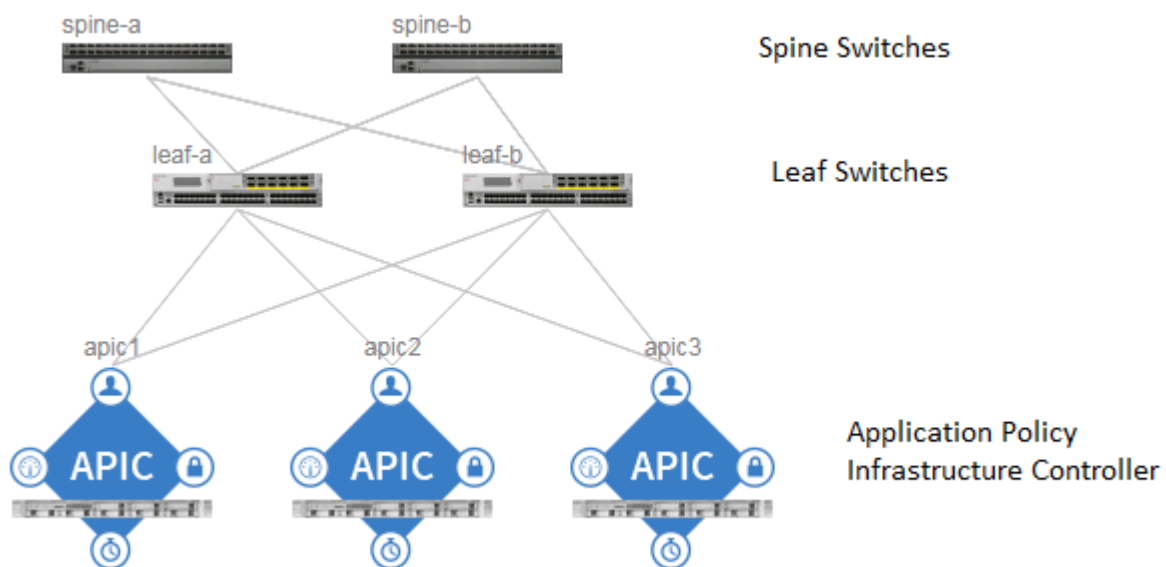 spine-a
spine-b
Spine Switches
leaf-a
leaf-b
Leaf Switches
apic1
apic2
apic3
APIC
APIC
APIC
Application Policy
Infrastructure Controller